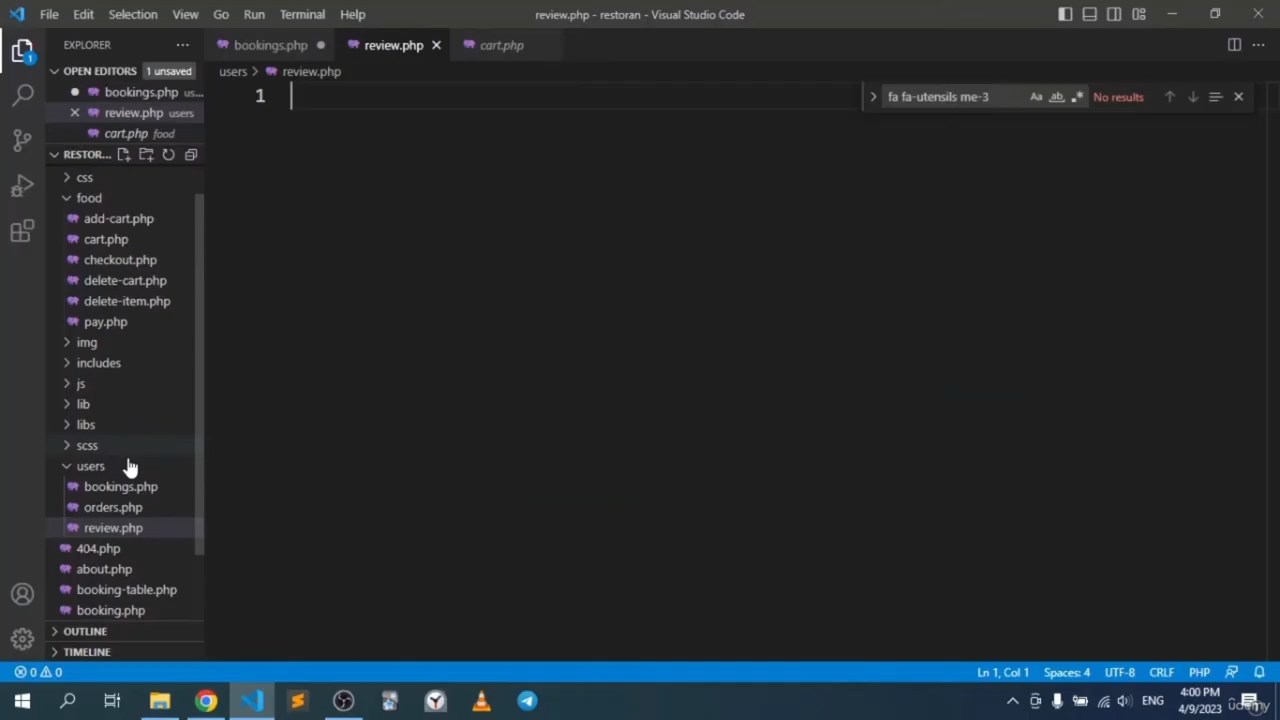 File Edit Selection View Go Run Terminal Help
review.php - restoran - Visual Studio Code
EXPLORER
bookings.php
review.php
cart.php
OPEN EDITORS 1 unsaved
users > review.php
bookings.php us...
1
fa fa-utensils me-3
Aa ab .*
No results
review.php users
cart.php food
RESTOR...
css
food
add-cart.php
cart.php
checkout.php
delete-cart.php
delete-item.php
pay.php
img
includes
js
lib
libs
scss
users
bookings.php
orders.php
review.php
404.php
about.php
booking-table.php
booking.php
OUTLINE
TIMELINE
1
0 0
Ln 1, Col 1 Spaces: 4 UTF-8 CRLF PHP
ENG
4:00 PM
4/9/2023
udemy